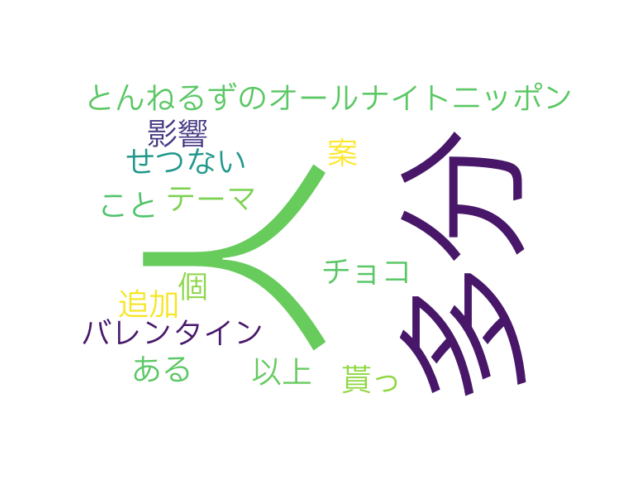 とんねるずのオールナイトニッポン
影響
案
せつない
こと
テーマ
人
チョコ
個
追加
バレンタイン
ある
以上
貰っ
多分